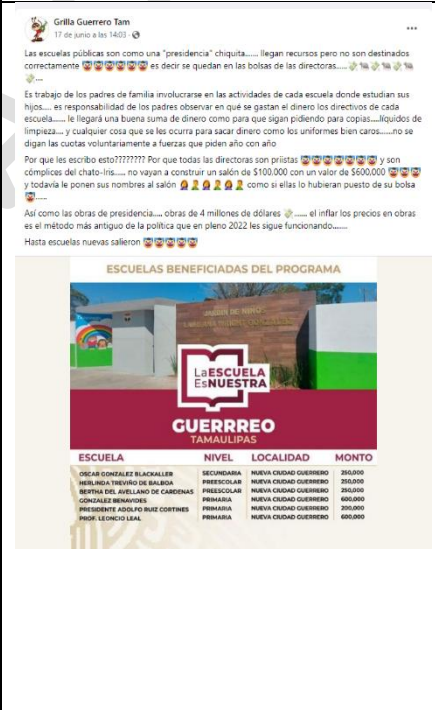 Grilla Guerrero Tam
17 de junio a las 14:03 ·
Las escuelas públicas son como una "presidencia" chiquita...... llegan recursos pero no son destinados
correctamente 🤡🤡🤡🤡🤡🤡 es decir se quedan en las bolsas de las directoras.....💸🐀💸🐀💸🐀
💸....
Es trabajo de los padres de familia involucrarse en las actividades de cada escuela donde estudian sus
hijos..... es responsabilidad de los padres observar en qué se gastan el dinero los directivos de cada
escuela....... le llegará una buena suma de dinero como para que sigan pidiendo para copias.....líquidos de
limpieza.... y cualquier cosa que se les ocurra para sacar dinero como los uniformes bien caros.......no se
digan las cuotas voluntariamente a fuerzas que piden año con año
Por que les escribo esto???????? Por que todas las directoras son priistas 🤡🤡🤡🤡🤡🤡 y son
cómplices del chato-Iris..... no vayan a construir un salón de $100.000 con un valor de $600,000 🤡🤡🤡
y todavía le ponen sus nombres al salón 🤦🤦🤦🤦 como si ellas lo hubieran puesto de su bolsa
🤡.....
Así como las obras de presidencia..... obras de 4 millones de dólares 💸...... el inflar los precios en obras
es el método más antiguo de la política que en pleno 2022 les sigue funcionando.......
Hasta escuelas nuevas salieron 🤡🤡🤡🤡🤡
ESCUELAS BENEFICIADAS DEL PROGRAMA
JARDIN DE NIÑOS
LaESCUELA
EsNUESTRA
GUERRREO
TAMAULIPAS
ESCUELA NIVEL LOCALIDAD MONTO
OSCAR GONZALEZ BLACKALLER SECUNDARIA NUEVA CIUDAD GUERRERO 250,000
HERLINDA TREVIÑO DE BALBOA PREESCOLAR NUEVA CIUDAD GUERRERO 250,000
BERTHA DEL AVELLANO DE CARDENAS PREESCOLAR NUEVA CIUDAD GUERRERO 250,000
GONZALEZ BENAVIDES PRIMARIA NUEVA CIUDAD GUERRERO 600,000
PRESIDENTE ADOLFO RUIZ CORTINES PRIMARIA NUEVA CIUDAD GUERRERO 200,000
PROF. LEONCIO LEAL PRIMARIA NUEVA CIUDAD GUERRERO 600,000